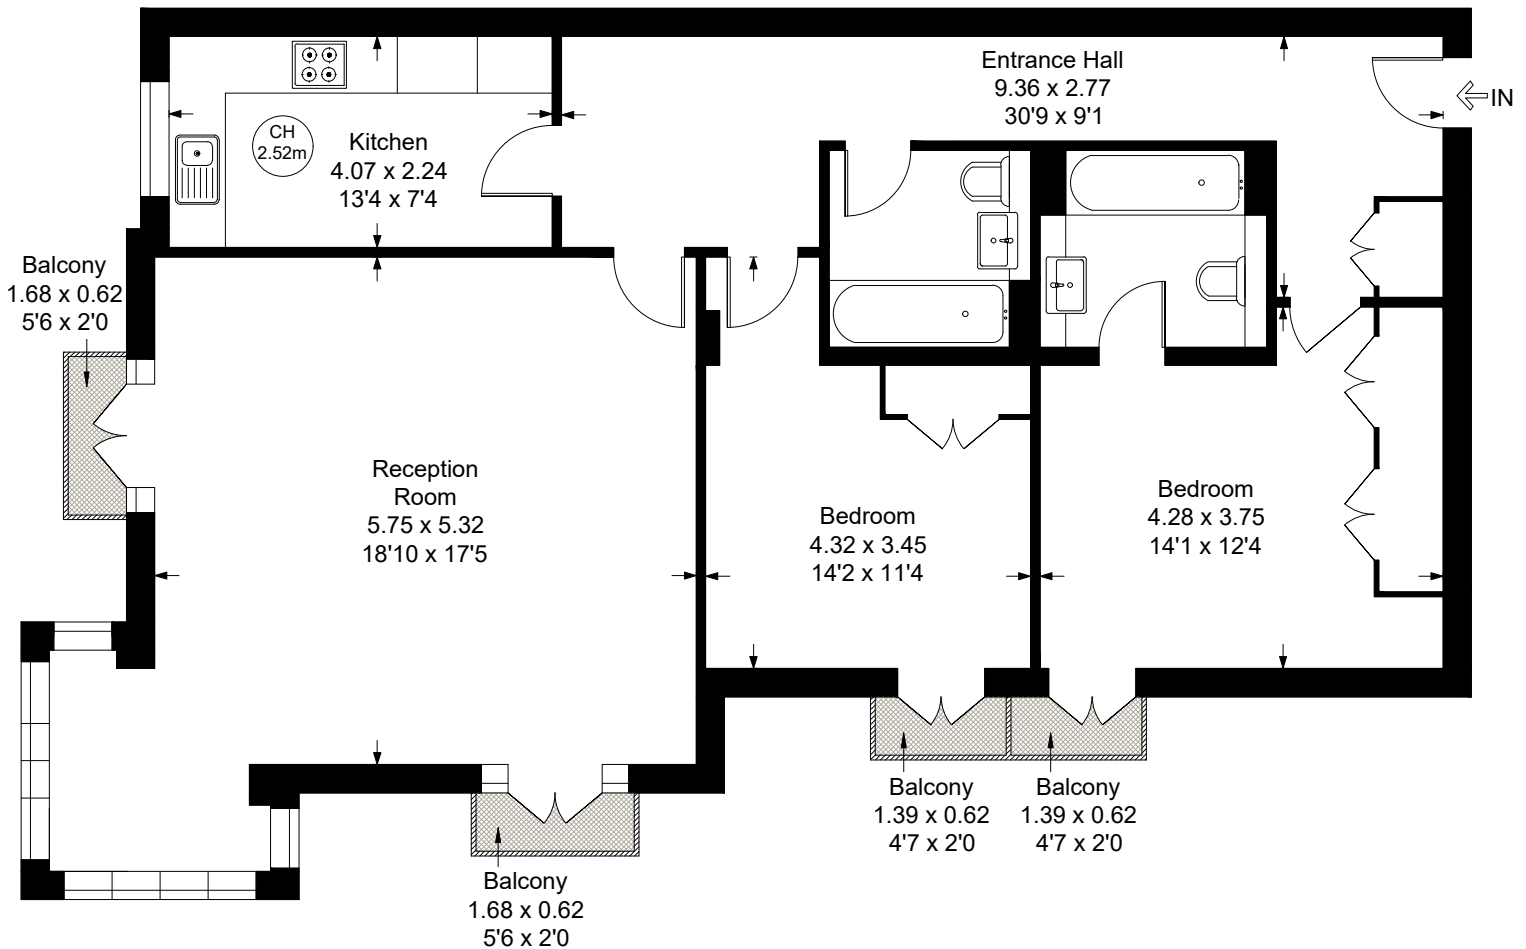 Entrance Hall
9.36 x 2.77
30'9 x 9'1
IN
CH
2.52m
Kitchen
4.07 x 2.24
13'4 x 7'4
Balcony
1.68 x 0.62
5'6 x 2'0
Reception
Room
5.75 x 5.32
18'10 x 17'5
Bedroom
4.32 x 3.45
14'2 x 11'4
Bedroom
4.28 x 3.75
14'1 x 12'4
Balcony
1.39 x 0.62
4'7 x 2'0
Balcony
1.39 x 0.62
4'7 x 2'0
Balcony
1.68 x 0.62
5'6 x 2'0